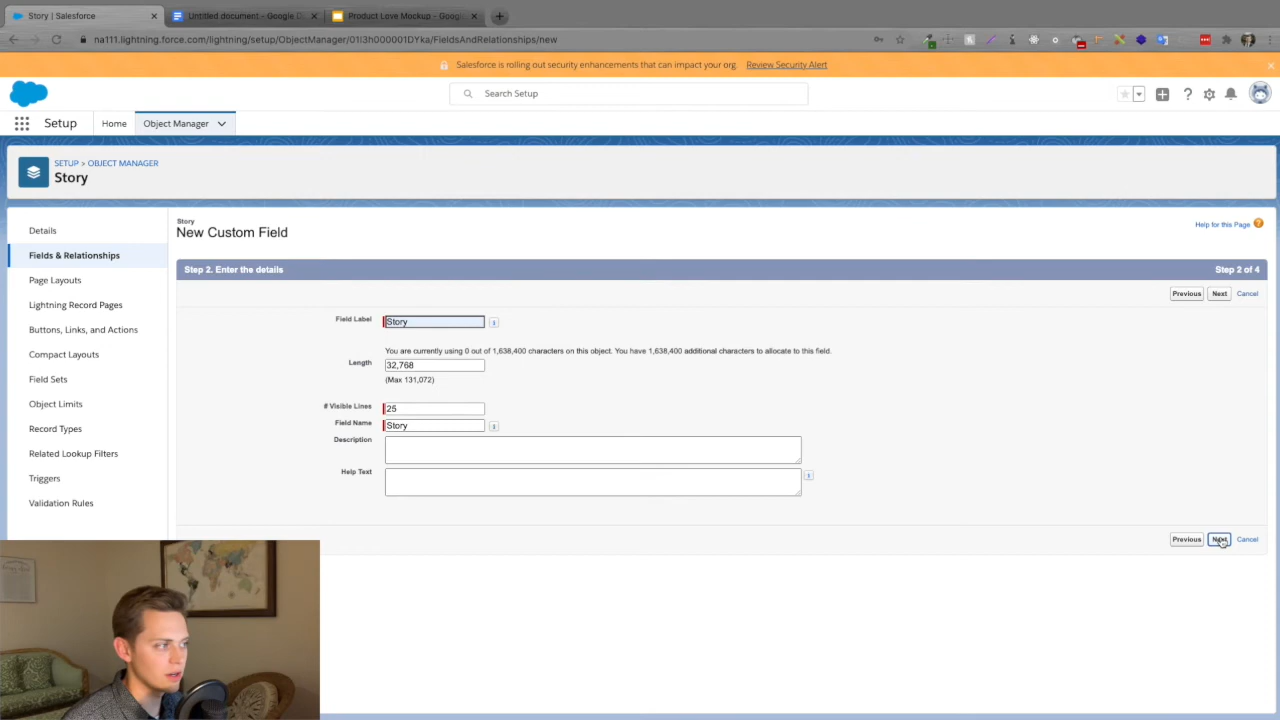 Story | Salesforce
Untitled document - Google D
Product Love Mockup - Google
na111.lightning.force.com/lightning/setup/ObjectManager/01I3h000001DYka/FieldsAndRelationships/new
Salesforce is rolling out security enhancements that can impact your org. Review Security Alert
Search Setup
Setup
Home
Object Manager
SETUP > OBJECT MANAGER
Story
Details
Fields & Relationships
Page Layouts
Lightning Record Pages
Buttons, Links, and Actions
Compact Layouts
Field Sets
Object Limits
Record Types
Related Lookup Filters
Triggers
Validation Rules
Story
New Custom Field
Help for this Page
Step 2. Enter the details
Step 2 of 4
Previous
Next
Cancel
Field Label
Story
You are currently using 0 out of 1,638,400 characters on this object. You have 1,638,400 additional characters to allocate to this field.
Length
32,768
(Max 131,072)
# Visible Lines
25
Field Name
Story
Description
Help Text
Previous
Next
Cancel